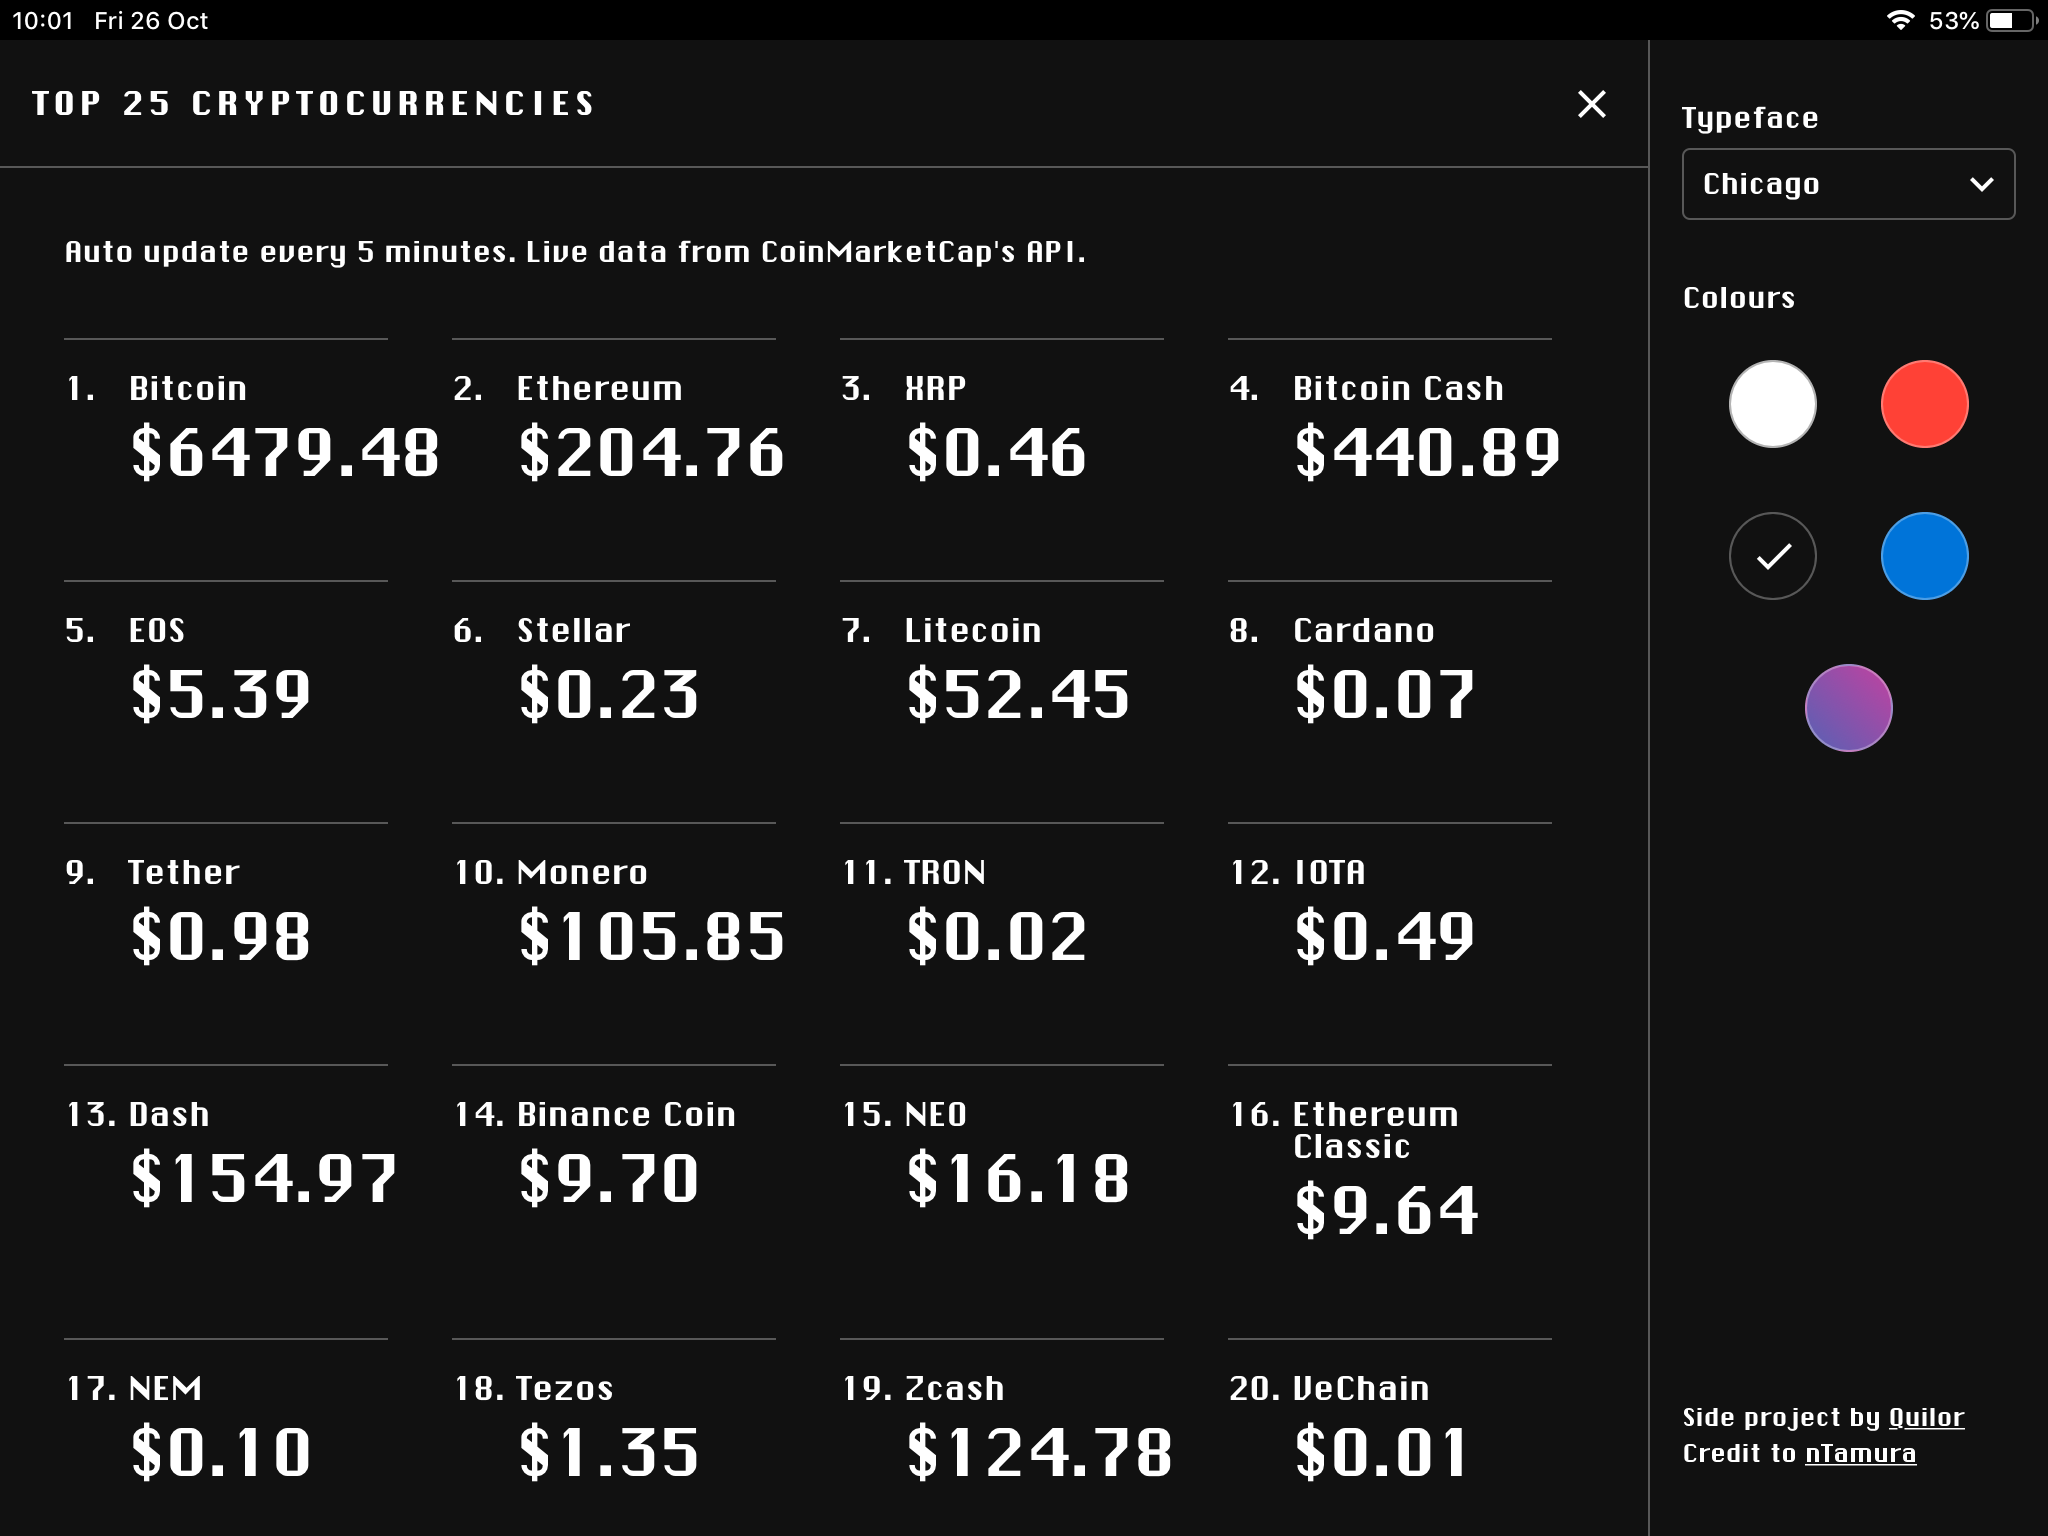 10:01 Fri 26 Oct
53%
TOP 25 CRYPTOCURRENCIES
Auto update every 5 minutes. Live data from CoinMarketCap's API.
1. Bitcoin
$6479.48
2. Ethereum
$204.76
3. XRP
$0.46
4. Bitcoin Cash
$440.89
5. EOS
$5.39
6. Stellar
$0.23
7. Litecoin
$52.45
8. Cardano
$0.07
9. Tether
$0.98
10. Monero
$105.85
11. TRON
$0.02
12. IOTA
$0.49
13. Dash
$154.97
14. Binance Coin
$9.70
15. NEO
$16.18
16. Ethereum
Classic
$9.64
17. NEM
$0.10
18. Tezos
$1.35
19. Zcash
$124.78
20. VeChain
$0.01
Typeface
Chicago
Colours
Side project by Quilor
Credit to nTamura